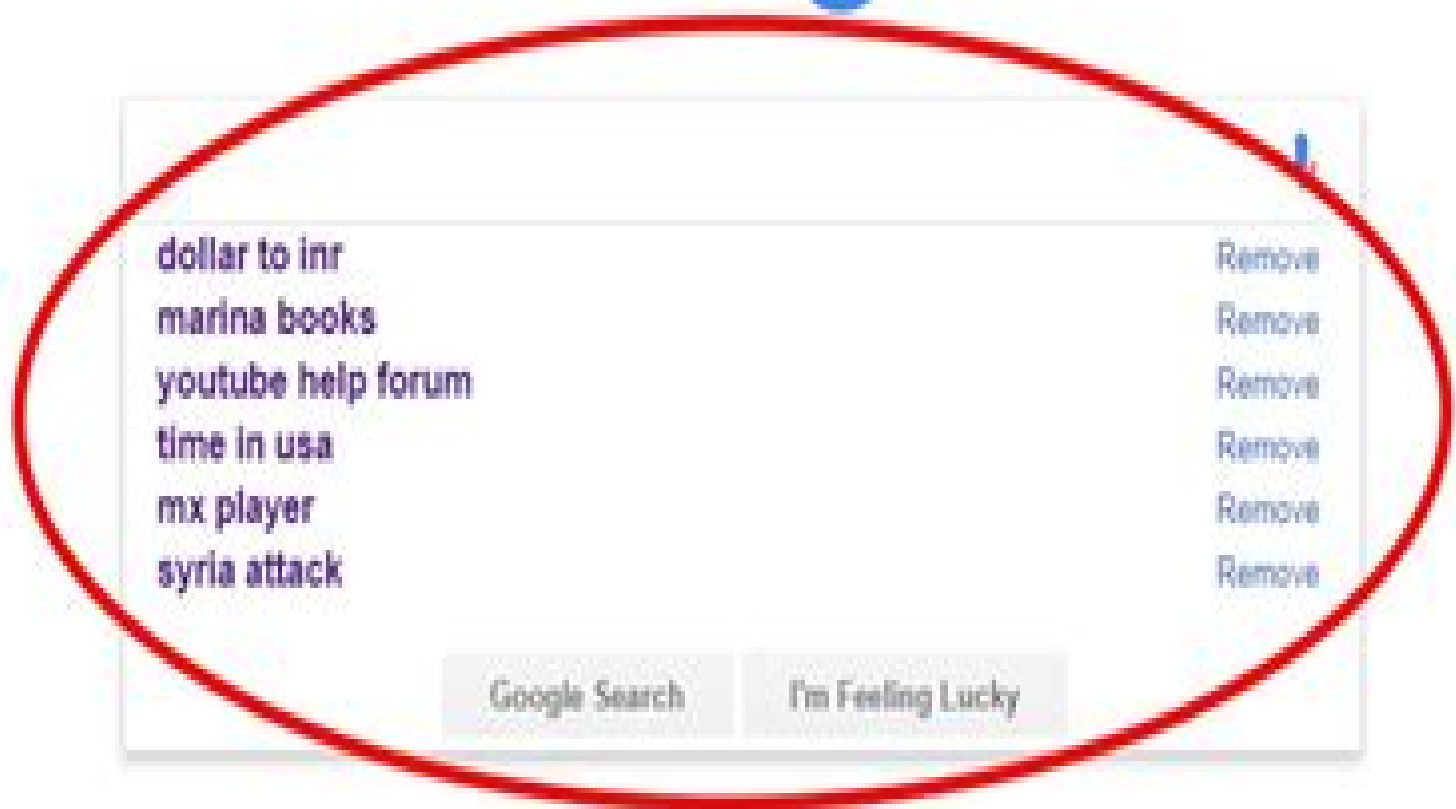 dollar to inr Remove
marina books Remove
youtube help forum Remove
time in usa Remove
mx player Remove
syria attack Remove
Google Search I'm Feeling Lucky